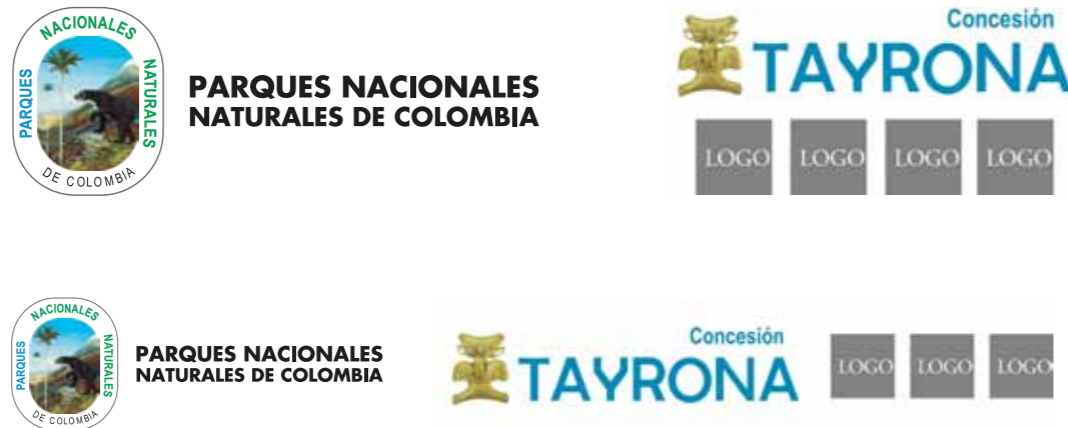 PARQUES NACIONALES NATURALES DE COLOMBIA
PARQUES NACIONALES
NATURALES DE COLOMBIA
Concesión
TAYRONA
LOGO LOGO LOGO LOGO
PARQUES NACIONALES NATURALES DE COLOMBIA
PARQUES NACIONALES
NATURALES DE COLOMBIA
Concesión
TAYRONA
LOGO LOGO LOGO